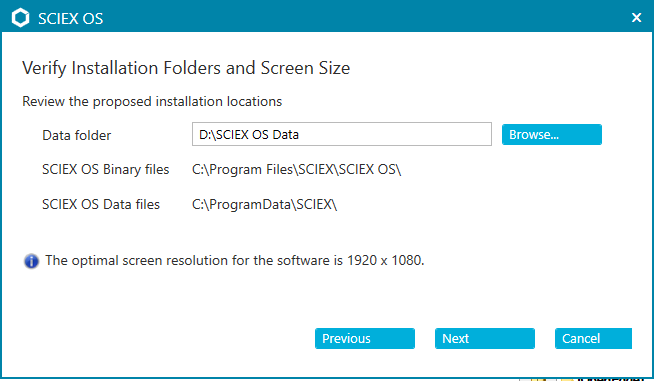 SCIEX OS
Verify Installation Folders and Screen Size
Review the proposed installation locations
Data folder D:\SCIEX OS Data Browse...
SCIEX OS Binary files C:\Program Files\SCIEX\SCIEX OS\
SCIEX OS Data files C:\ProgramData\SCIEX\
The optimal screen resolution for the software is 1920 x 1080.
Previous Next Cancel